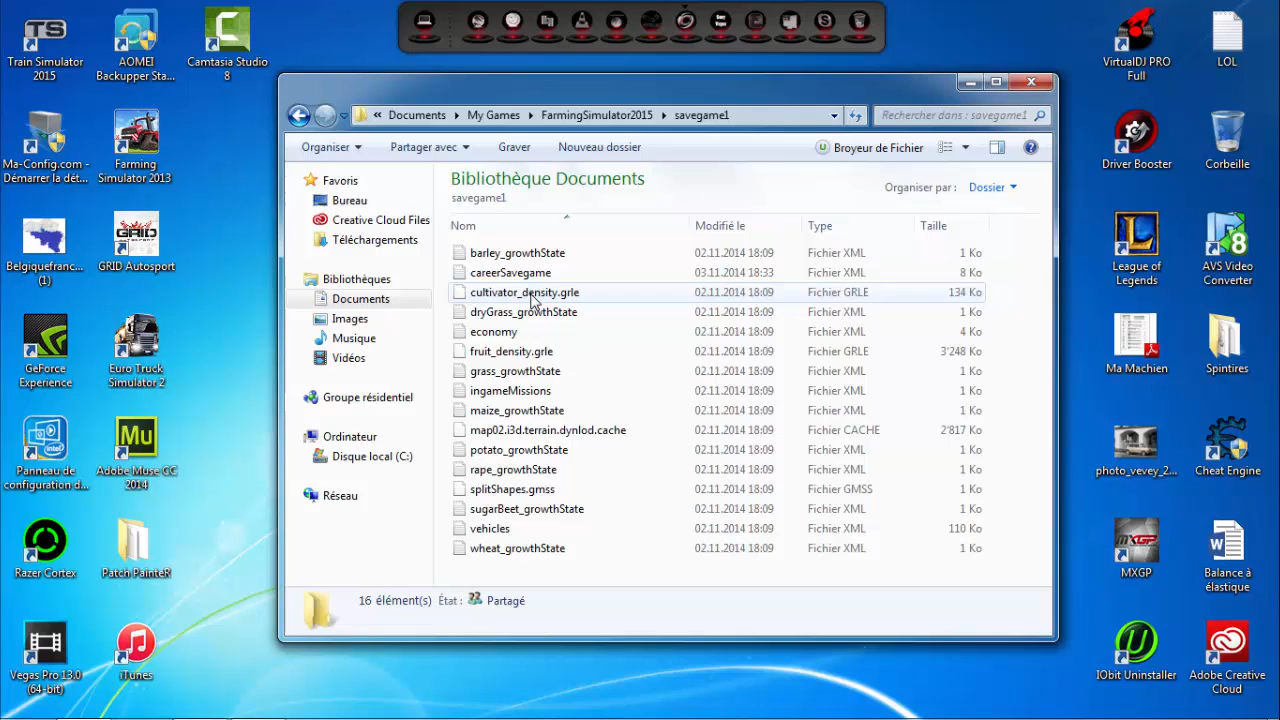 Train Simulator
2015
AOMEI
Backupper Sta...
Camtasia Studio
8
Ma-Config.com -
Démarrer la dét...
Farming
Simulator 2013
Belgiquefranc...
(1)
GRID Autosport
GeForce
Experience
Euro Truck
Simulator 2
Panneau de
configuration d...
Adobe Muse CC
2014
Razer Cortex
Patch PainteR
Vegas Pro 13.0
(64-bit)
iTunes
« Documents ▸ My Games ▸ FarmingSimulator2015 ▸ savegame1
Rechercher dans : savegame1
Organiser
Partager avec
Graver
Nouveau dossier
Broyeur de Fichier
Favoris
Bureau
Creative Cloud Files
Téléchargements
Bibliothèques
Documents
Images
Musique
Vidéos
Groupe résidentiel
Ordinateur
Disque local (C:)
Réseau
Bibliothèque Documents
savegame1
Organiser par : Dossier
Nom Modifié le Type Taille
barley_growthState 02.11.2014 18:09 Fichier XML 1 Ko
careerSavegame 03.11.2014 18:33 Fichier XML 8 Ko
cultivator_density.grle 02.11.2014 18:09 Fichier GRLE 134 Ko
dryGrass_growthState 02.11.2014 18:09 Fichier XML 1 Ko
economy 02.11.2014 18:09 Fichier XML 4 Ko
fruit_density.grle 02.11.2014 18:09 Fichier GRLE 3'248 Ko
grass_growthState 02.11.2014 18:09 Fichier XML 1 Ko
ingameMissions 02.11.2014 18:09 Fichier XML 1 Ko
maize_growthState 02.11.2014 18:09 Fichier XML 1 Ko
map02.i3d.terrain.dynlod.cache 02.11.2014 18:09 Fichier CACHE 2'817 Ko
potato_growthState 02.11.2014 18:09 Fichier XML 1 Ko
rape_growthState 02.11.2014 18:09 Fichier XML 1 Ko
splitShapes.gmss 02.11.2014 18:09 Fichier GMSS 1 Ko
sugarBeet_growthState 02.11.2014 18:09 Fichier XML 1 Ko
vehicles 02.11.2014 18:09 Fichier XML 110 Ko
wheat_growthState 02.11.2014 18:09 Fichier XML 1 Ko
16 élément(s) État : Partagé
VirtualDJ PRO
Full
LOL
Driver Booster
Corbeille
League of
Legends
AVS Video
Converter
Ma Machien
Spintires
photo_vevey_2...
Cheat Engine
MXGP
Balance à
élastique
IObit Uninstaller
Adobe Creative
Cloud